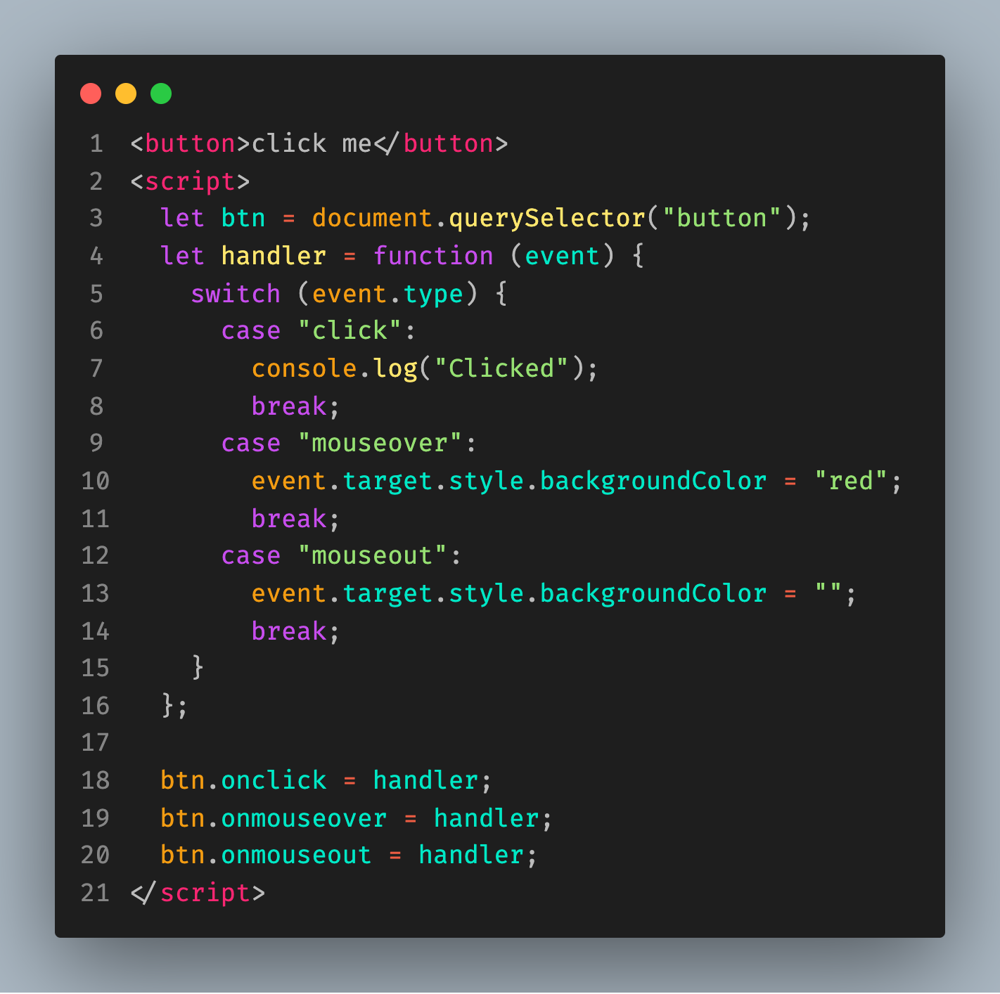 1 <button>click me</button>
2 <script>
3   let btn = document.querySelector("button");
4   let handler = function (event) {
5     switch (event.type) {
6       case "click":
7         console.log("Clicked");
8         break;
9       case "mouseover":
10         event.target.style.backgroundColor = "red";
11         break;
12       case "mouseout":
13         event.target.style.backgroundColor = "";
14         break;
15     }
16   };
17
18   btn.onclick = handler;
19   btn.onmouseover = handler;
20   btn.onmouseout = handler;
21 </script>